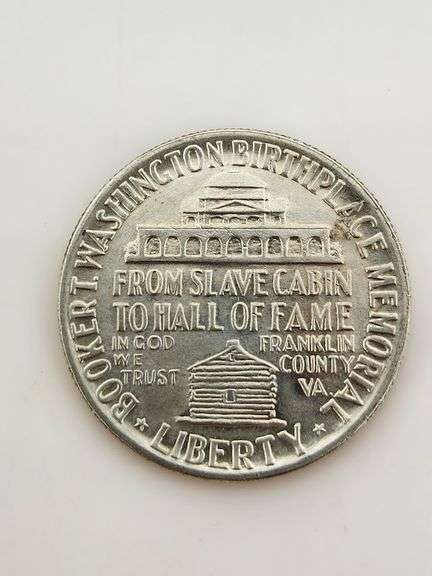 BOOKER T. WASHINGTON BIRTHPLACE MEMORIAL
FROM SLAVE CABIN
TO HALL OF FAME
IN GOD
WE
TRUST
FRANKLIN
COUNTY
VA.
LIBERTY